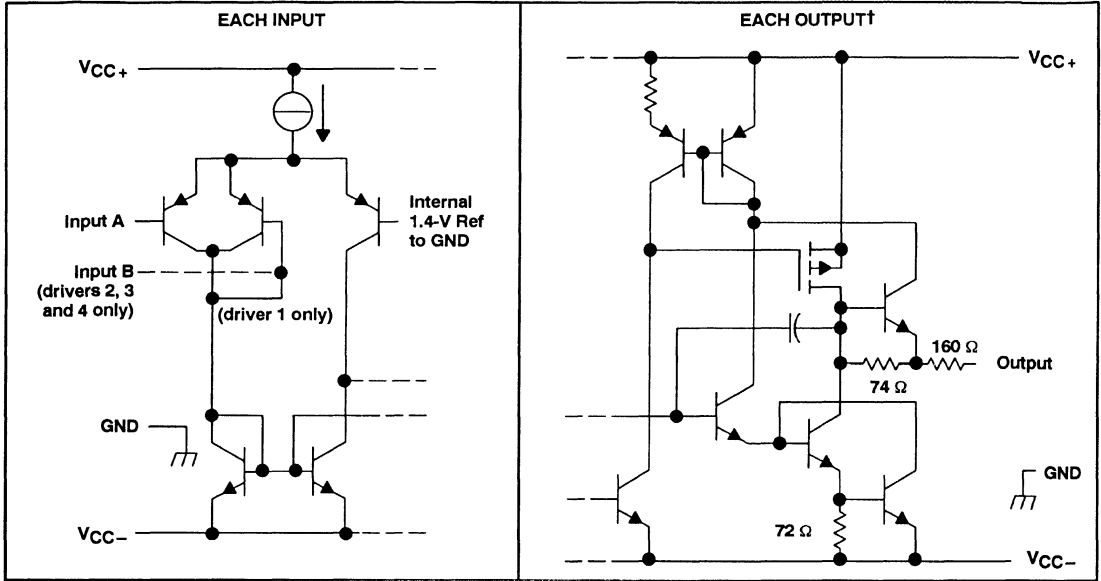 EACH INPUT
VCC+
Input A
Internal
1.4-V Ref
to GND
Input B
(drivers 2, 3
and 4 only)
(driver 1 only)
GND
VCC−
EACH OUTPUT†
VCC+
160 Ω
Output
74 Ω
GND
72 Ω
VCC−